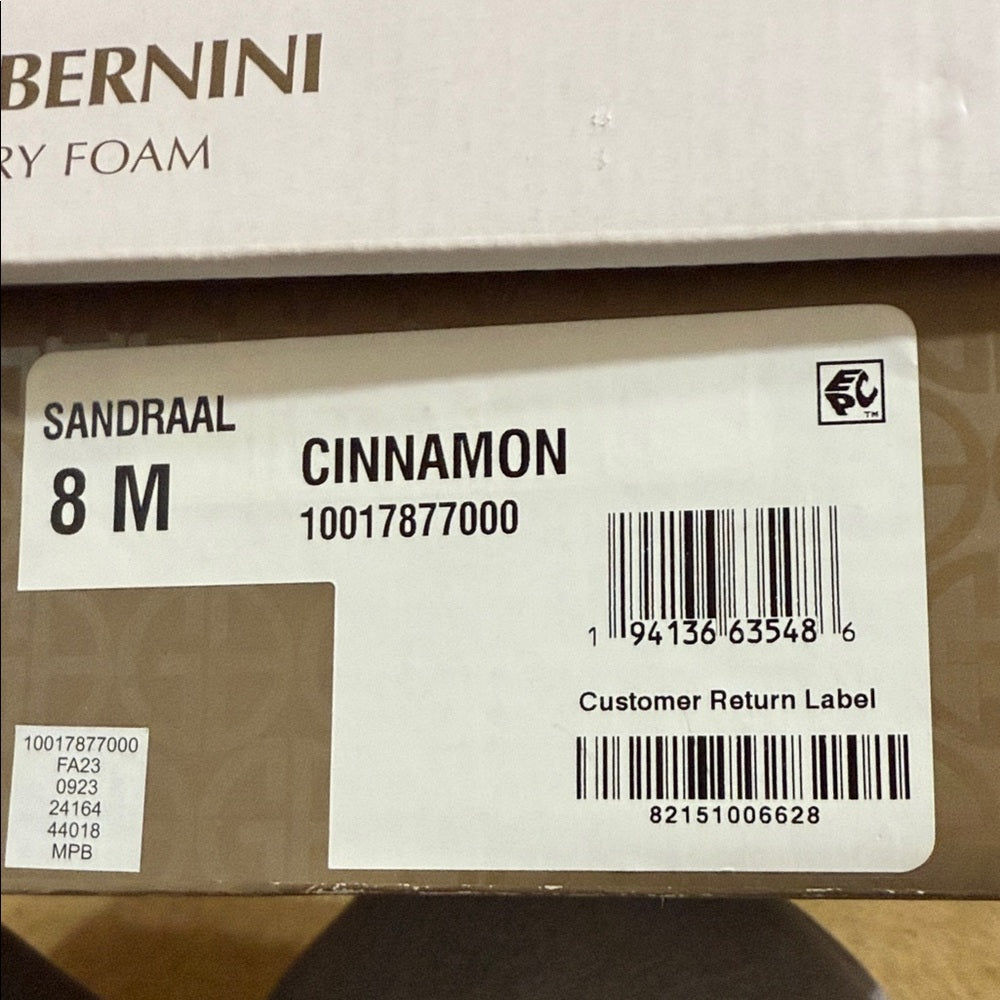 BERNINI
RY FOAM
SANDRAAL
8 M
CINNAMON
10017877000
EPC™
1 94136 63548 6
Customer Return Label
82151006628
10017877000
FA23
0923
24164
44018
MPB